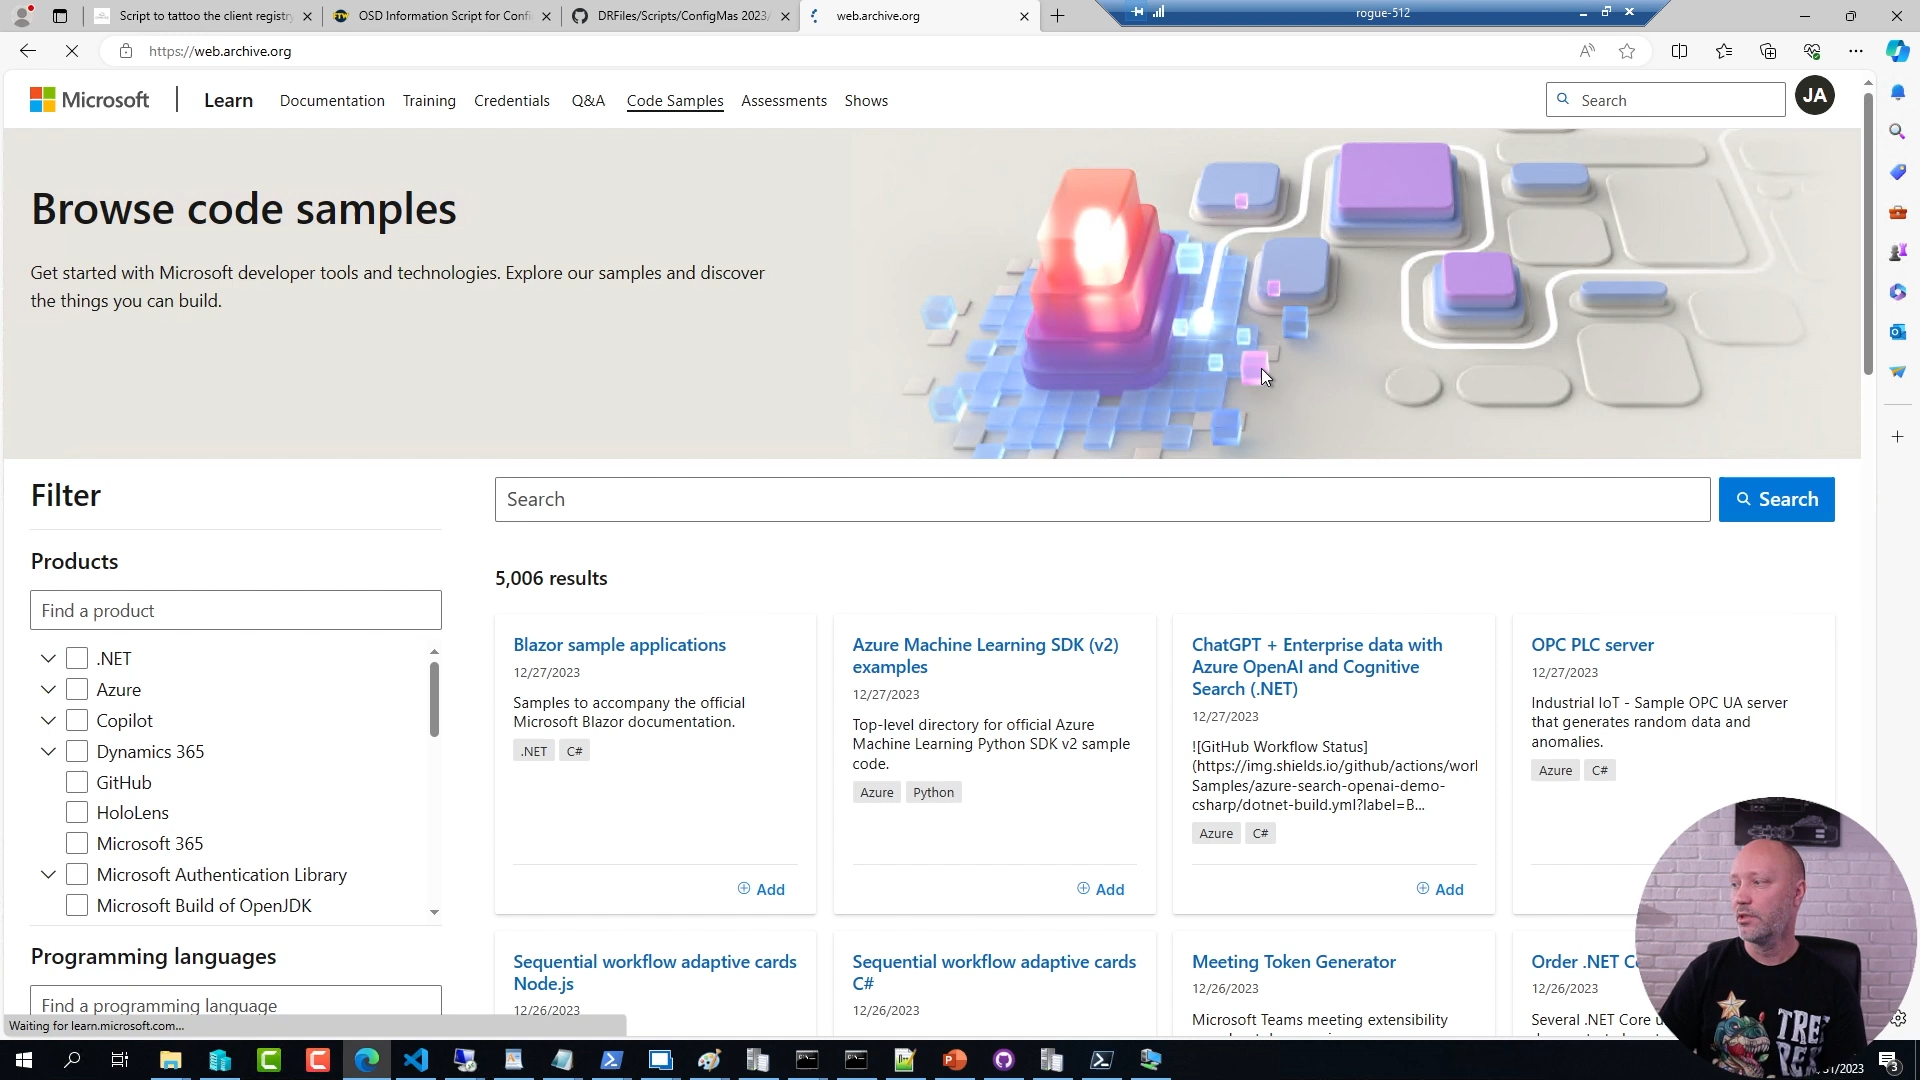 Script to tattoo the client registry
OSD Information Script for Confi
DRFiles/Scripts/ConfigMas 2023/
web.archive.org
rogue-512
https://web.archive.org
Microsoft
Learn
Documentation
Training
Credentials
Q&A
Code Samples
Assessments
Shows
Search
JA
Browse code samples
Get started with Microsoft developer tools and technologies. Explore our samples and discover
the things you can build.
Filter
Products
Find a product
.NET
Azure
Copilot
Dynamics 365
GitHub
HoloLens
Microsoft 365
Microsoft Authentication Library
Microsoft Build of OpenJDK
Programming languages
Find a programming language
Search
Search
5,006 results
Blazor sample applications
12/27/2023
Samples to accompany the official
Microsoft Blazor documentation.
.NET
C#
Add
Azure Machine Learning SDK (v2)
examples
12/27/2023
Top-level directory for official Azure
Machine Learning Python SDK v2 sample
code.
Azure
Python
Add
ChatGPT + Enterprise data with
Azure OpenAI and Cognitive
Search (.NET)
12/27/2023
![GitHub Workflow Status]
(https://img.shields.io/github/actions/worl
Samples/azure-search-openai-demo-
csharp/dotnet-build.yml?label=B...
Azure
C#
Add
OPC PLC server
12/27/2023
Industrial IoT - Sample OPC UA server
that generates random data and
anomalies.
Azure
C#
Sequential workflow adaptive cards
Node.js
12/26/2023
Sequential workflow adaptive cards
C#
12/26/2023
Meeting Token Generator
12/26/2023
Microsoft Teams meeting extensibility
Order .NET Co
12/26/2023
Several .NET Core u
Waiting for learn.microsoft.com...
TRE
/31/2023
3